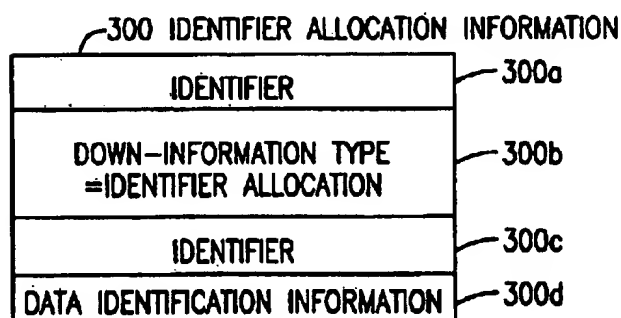 300 IDENTIFIER ALLOCATION INFORMATION
IDENTIFIER 300a
DOWN-INFORMATION TYPE
=IDENTIFIER ALLOCATION 300b
IDENTIFIER 300c
DATA IDENTIFICATION INFORMATION 300d